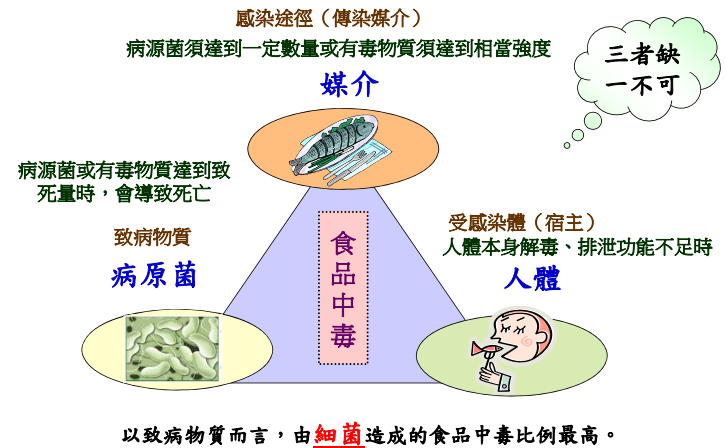 感染途徑（傳染媒介）
病源菌須達到一定數量或有毒物質須達到相當強度
媒介
三者缺
一不可
病源菌或有毒物質達到致
死量時，會導致死亡
致病物質
病原菌
食品中毒
受感染體（宿主）
人體本身解毒、排泄功能不足時
人體
以致病物質而言，由細菌造成的食品中毒比例最高。